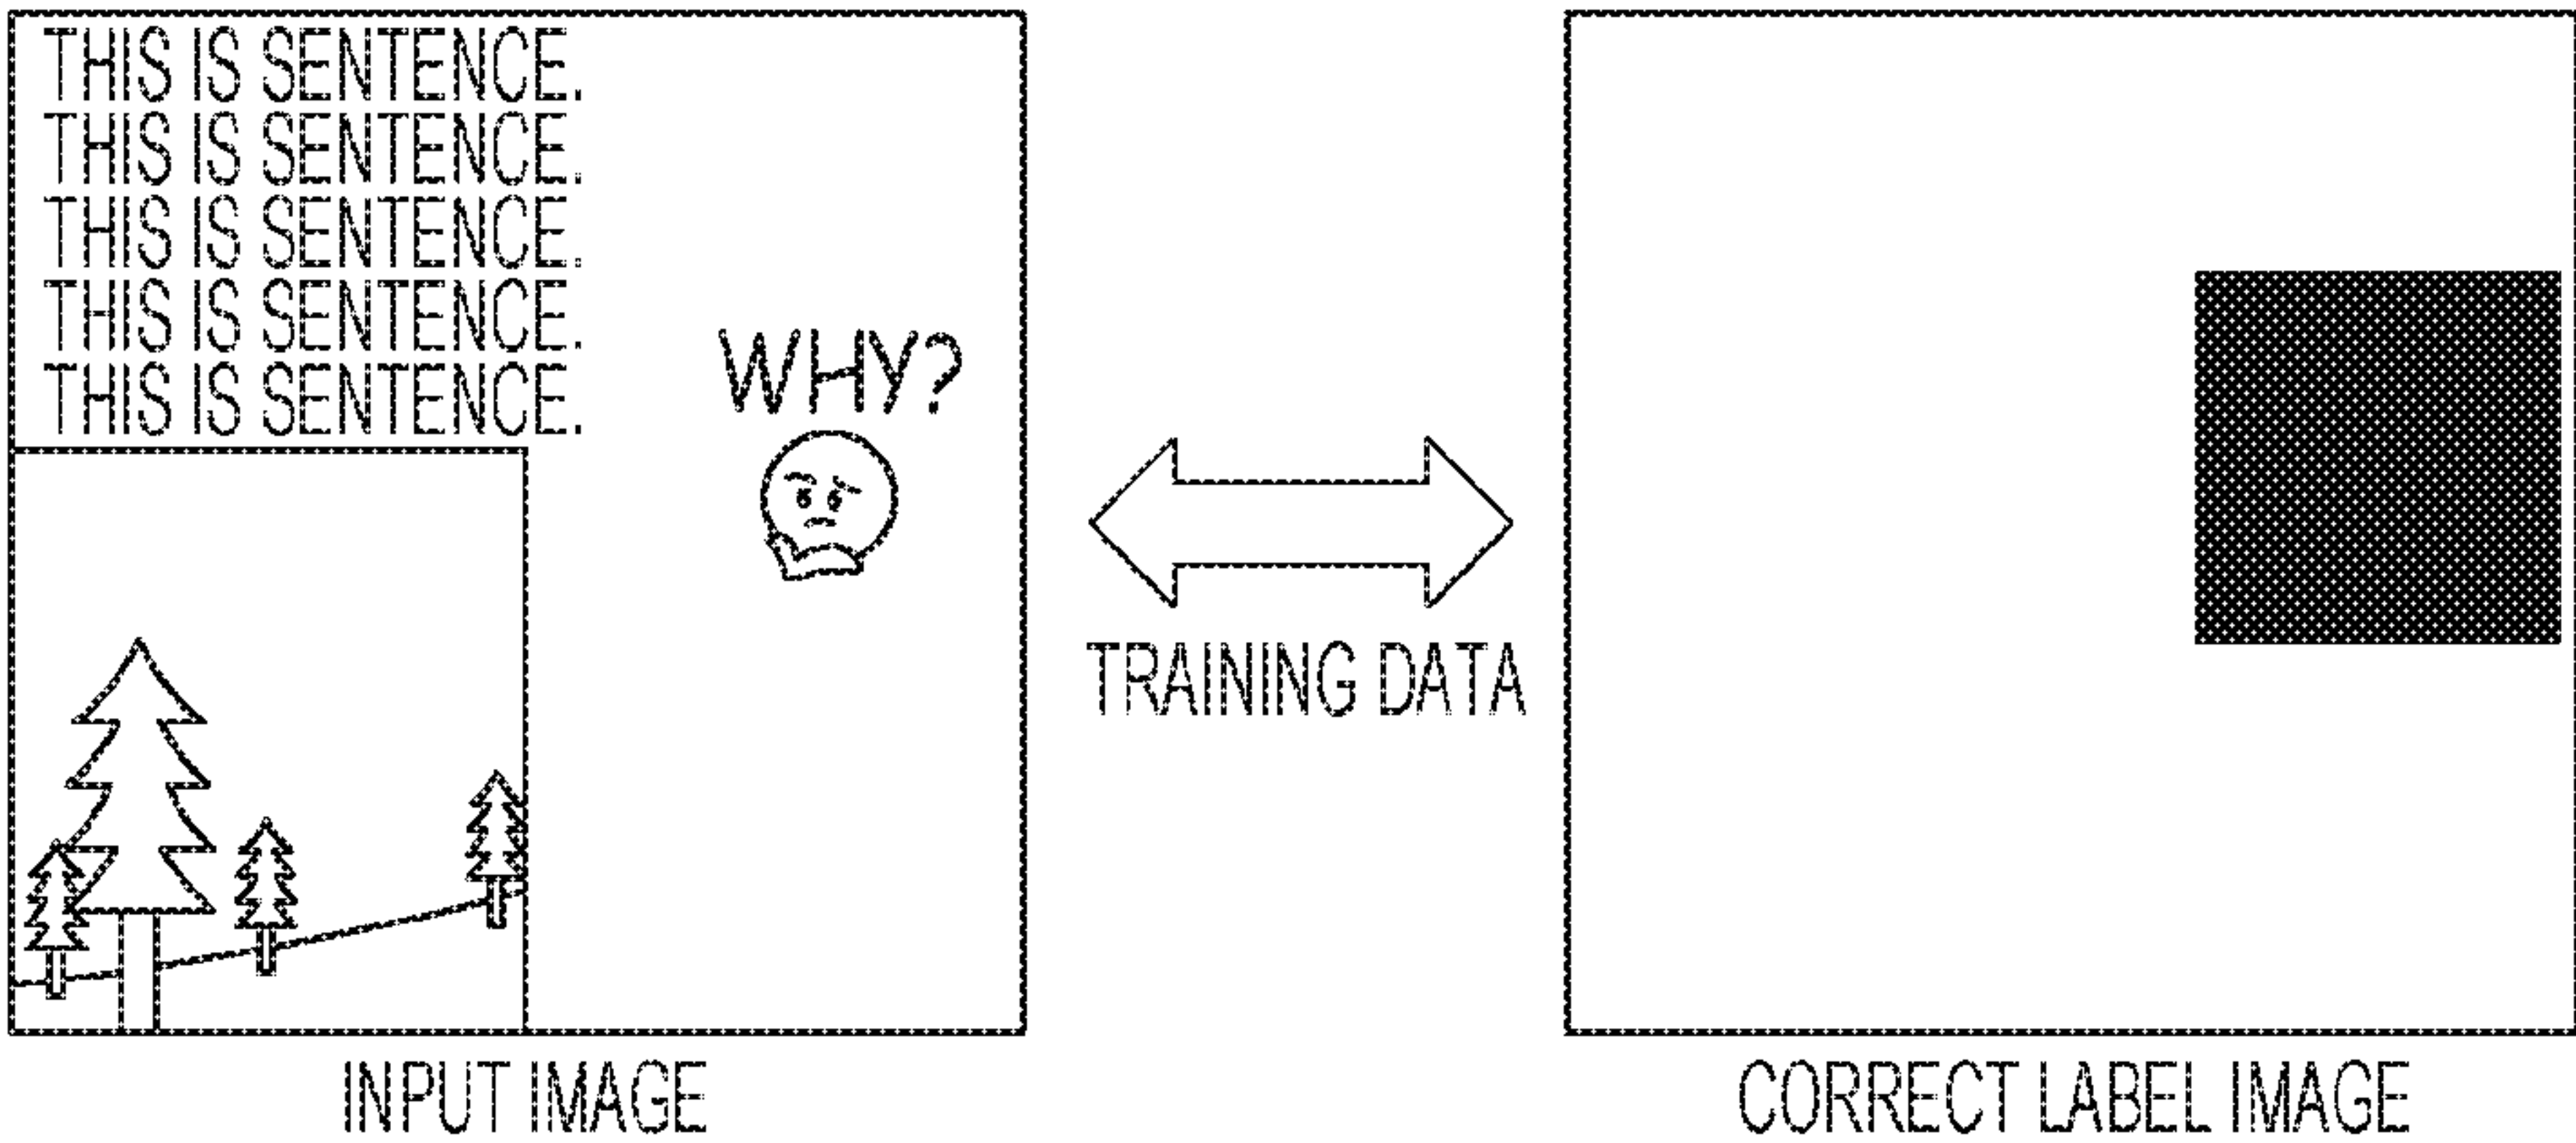 THIS IS SENTENCE.
THIS IS SENTENCE.
THIS IS SENTENCE.
THIS IS SENTENCE.
THIS IS SENTENCE.
WHY?
TRAINING DATA
INPUT IMAGE
CORRECT LABEL IMAGE